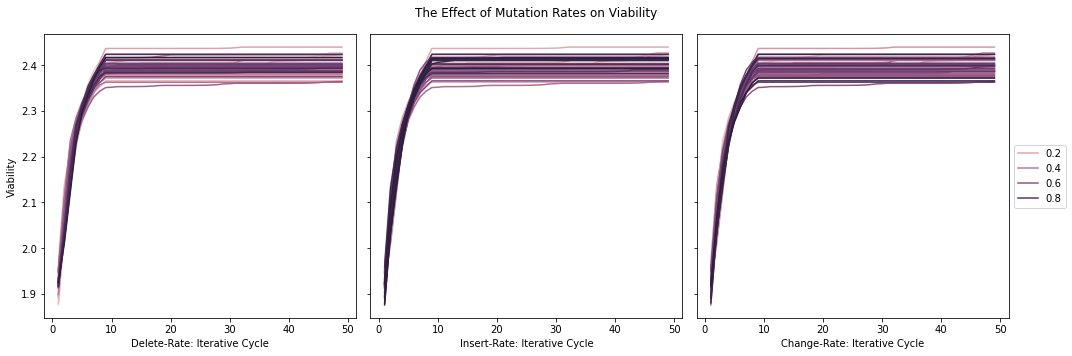 The Effect of Mutation Rates on Viability
Viability
2.4
2.3
2.2
2.1
2.0
1.9
0 10 20 30 40 50
0 10 20 30 40 50
0 10 20 30 40 50
Delete-Rate: Iterative Cycle
Insert-Rate: Iterative Cycle
Change-Rate: Iterative Cycle
0.2
0.4
0.6
0.8